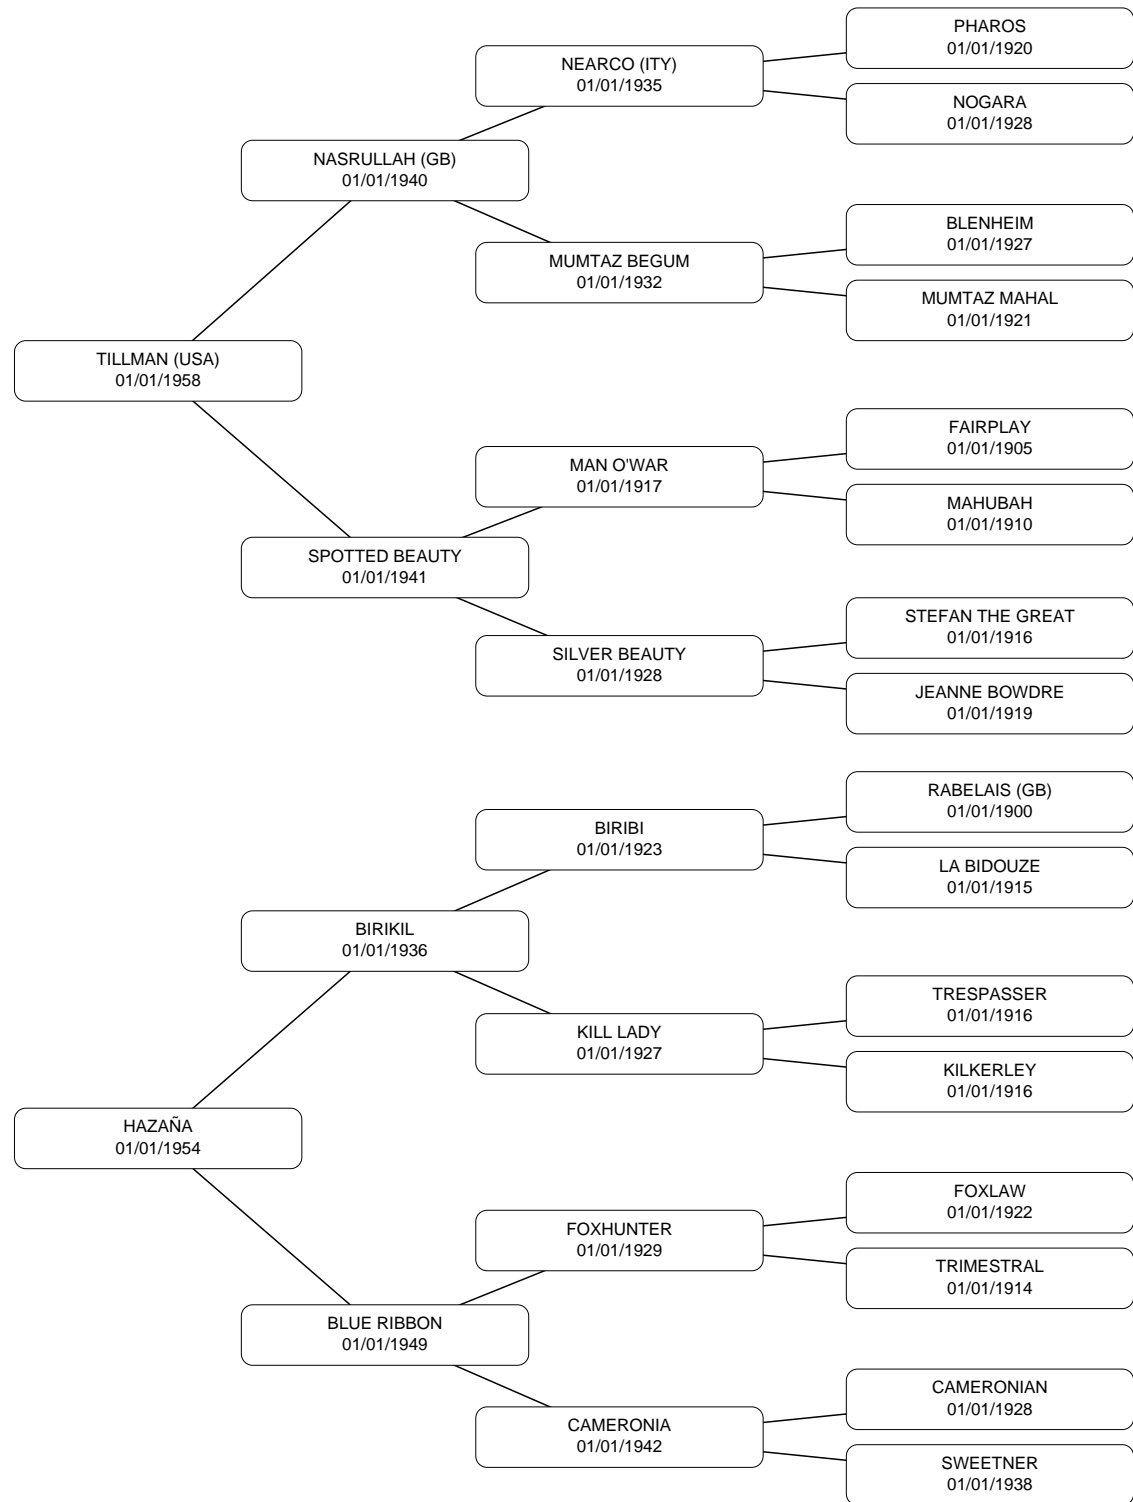 PHAROS
01/01/1920
NEARCO (ITY)
01/01/1935
NOGARA
01/01/1928
NASRULLAH (GB)
01/01/1940
BLENHEIM
01/01/1927
MUMTAZ BEGUM
01/01/1932
MUMTAZ MAHAL
01/01/1921
TILLMAN (USA)
01/01/1958
FAIRPLAY
01/01/1905
MAN O'WAR
01/01/1917
MAHUBAH
01/01/1910
SPOTTED BEAUTY
01/01/1941
STEFAN THE GREAT
01/01/1916
SILVER BEAUTY
01/01/1928
JEANNE BOWDRE
01/01/1919
RABELAIS (GB)
01/01/1900
BIRIBI
01/01/1923
LA BIDOUZE
01/01/1915
BIRIKIL
01/01/1936
TRESPASSER
01/01/1916
KILL LADY
01/01/1927
KILKERLEY
01/01/1916
HAZAÑA
01/01/1954
FOXLAW
01/01/1922
FOXHUNTER
01/01/1929
TRIMESTRAL
01/01/1914
BLUE RIBBON
01/01/1949
CAMERONIAN
01/01/1928
CAMERONIA
01/01/1942
SWEETNER
01/01/1938